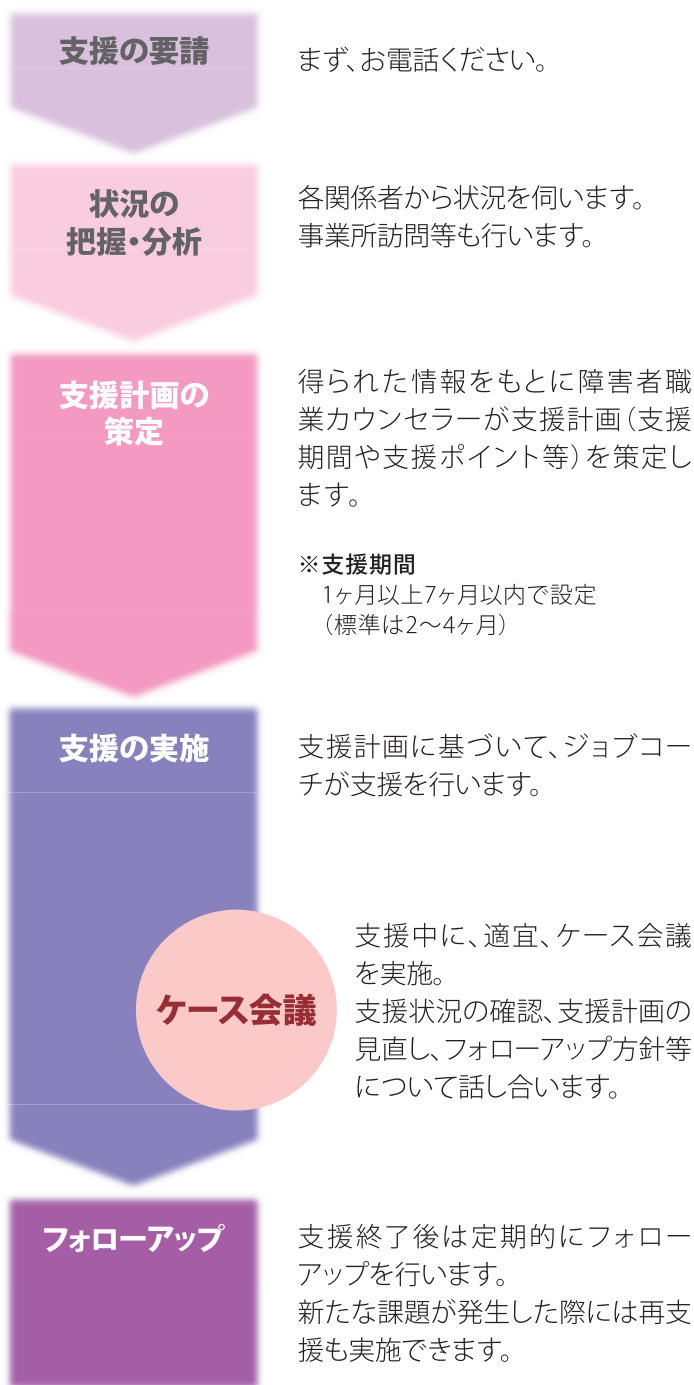 支援の要請
まず、お電話ください。
状況の
把握・分析
各関係者から状況を伺います。
事業所訪問等も行います。
支援計画の
策定
得られた情報をもとに障害者職
業カウンセラーが支援計画（支援
期間や支援ポイント等）を策定し
ます。
※支援期間
1ヶ月以上7ヶ月以内で設定
（標準は2～4ヶ月）
支援の実施
支援計画に基づいて、ジョブコー
チが支援を行います。
ケース会議
支援中に、適宜、ケース会議
を実施。
支援状況の確認、支援計画の
見直し、フォローアップ方針等
について話し合います。
フォローアップ
支援終了後は定期的にフォロー
アップを行います。
新たな課題が発生した際には再支
援も実施できます。